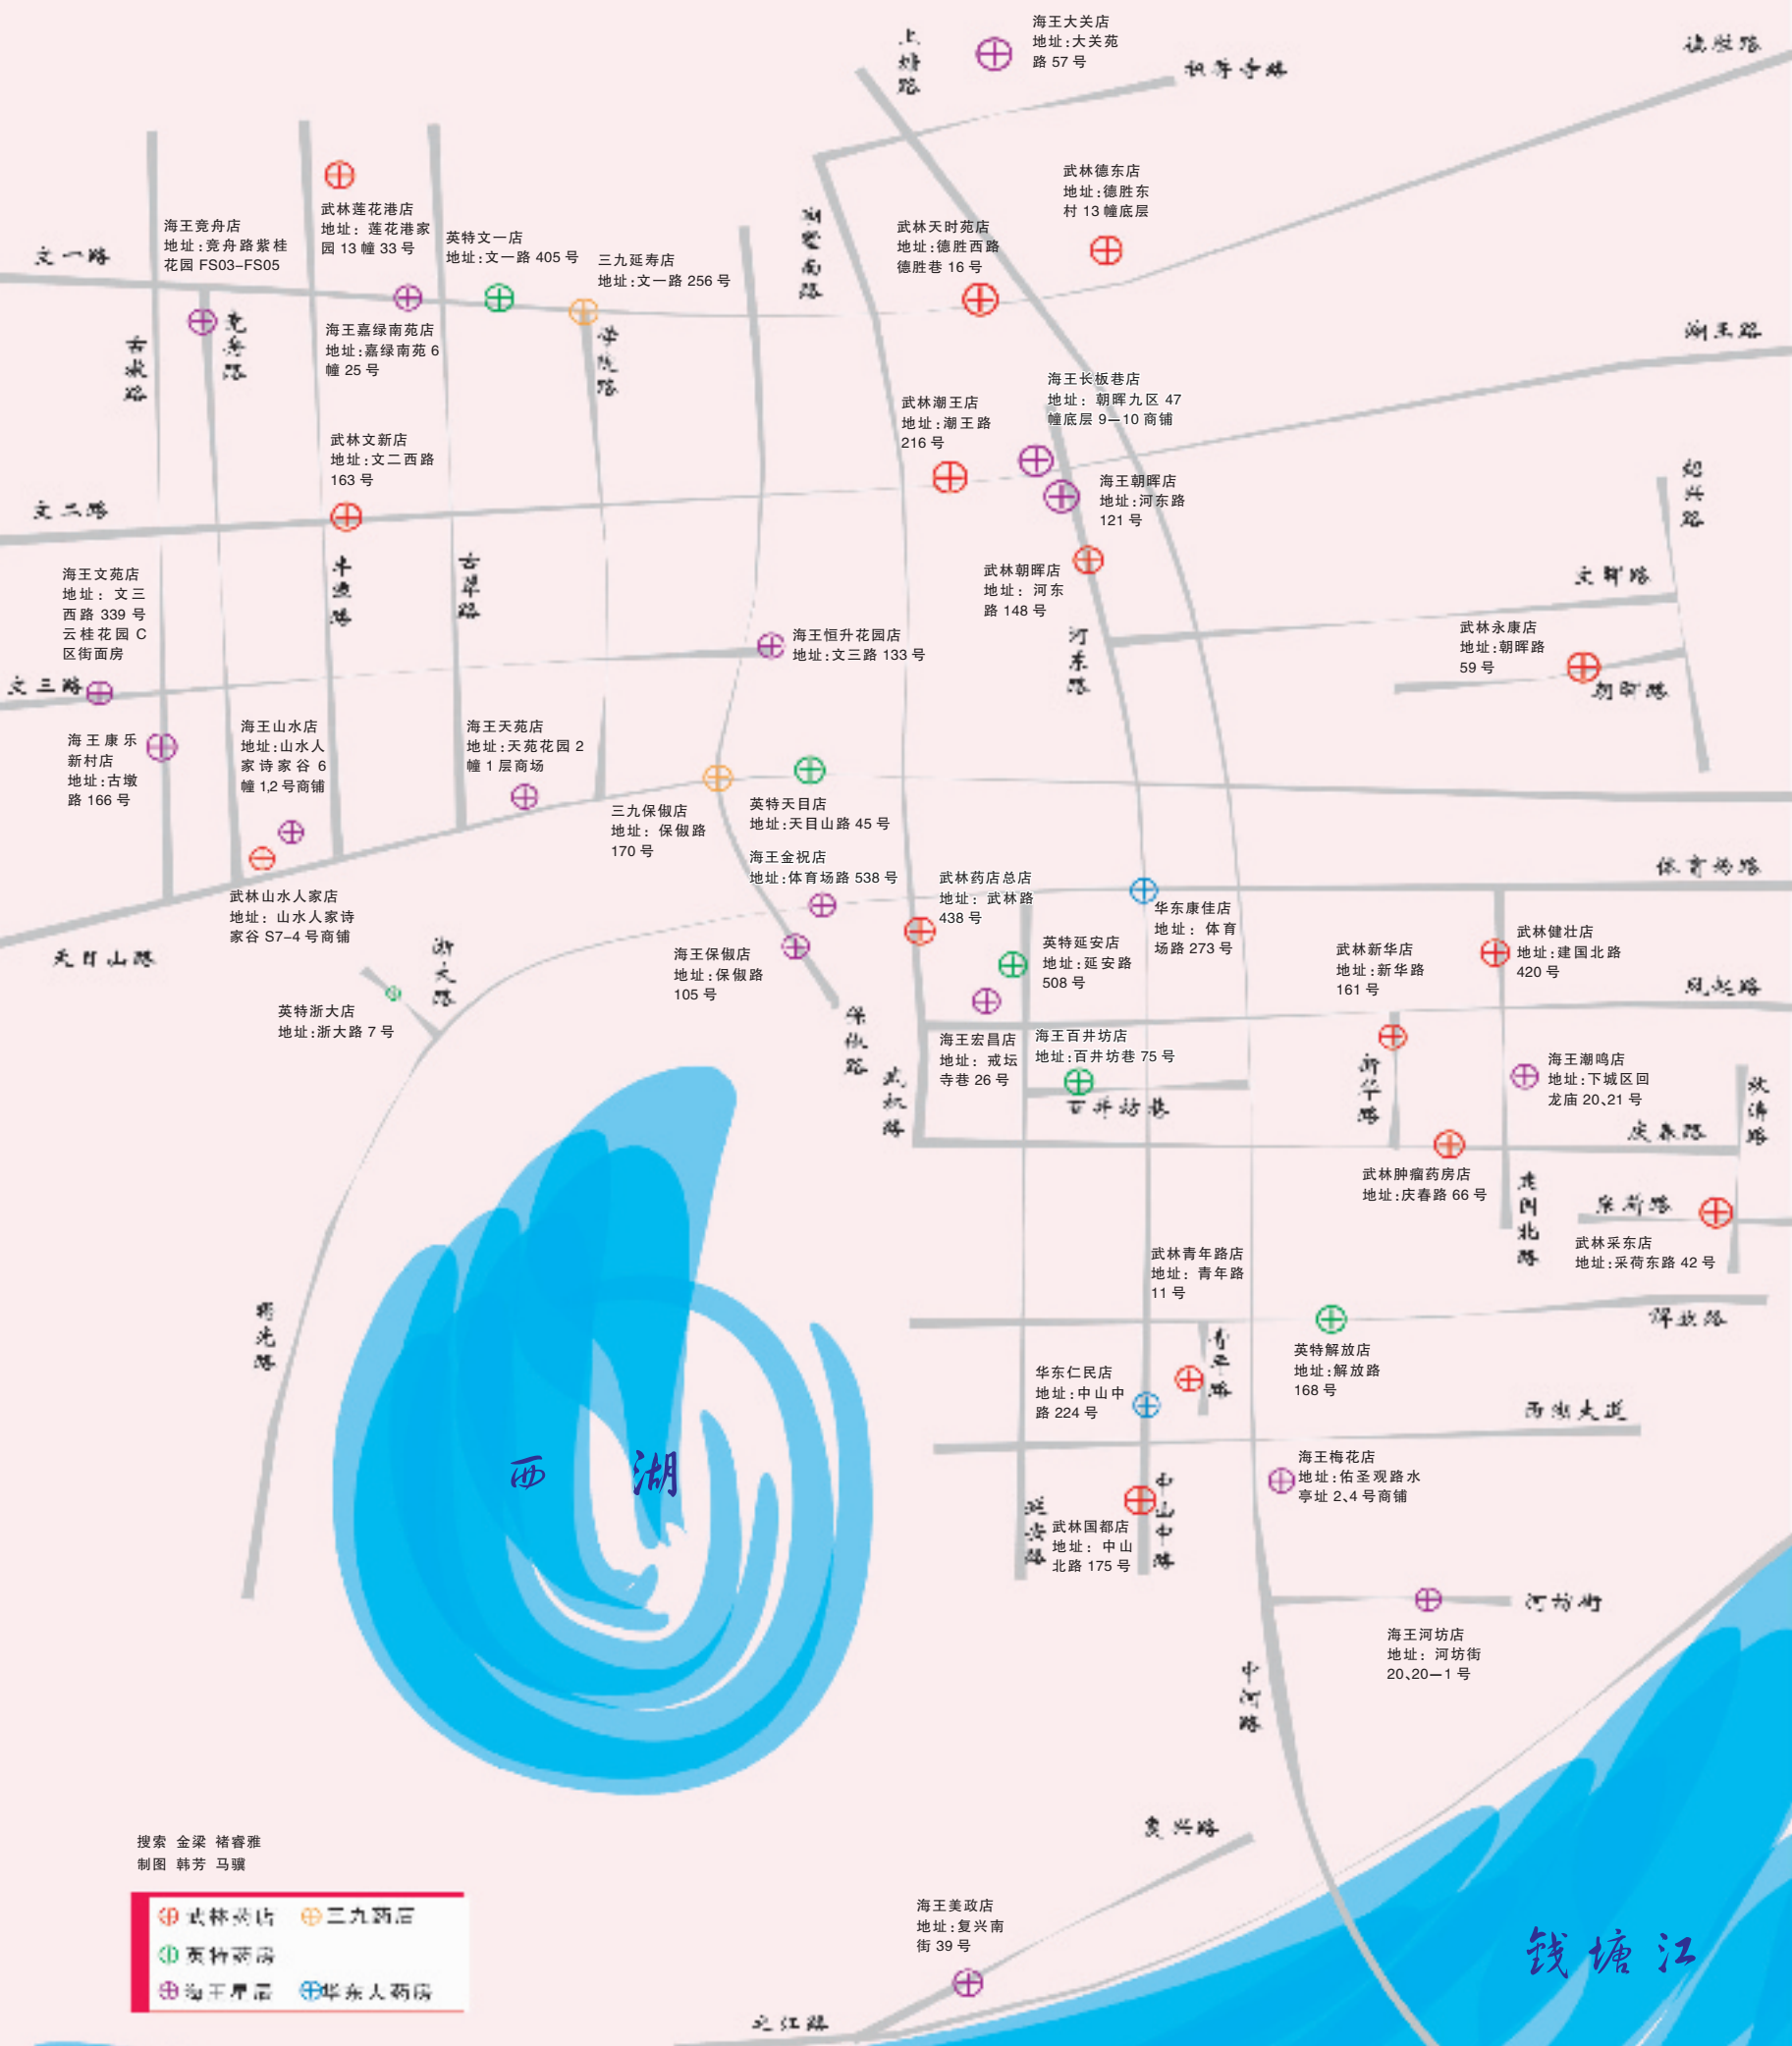 海王大关店
地址:大关苑
路 57 号
上塘路
德胜路
武林德东店
地址:德胜东
村 13 幢底层
武林莲花港店
地址: 莲花港家
园 13 幢 33 号
海王竞舟店
地址:竞舟路紫桂
花园 FS03-FS05
英特文一店
地址:文一路 405 号
三九延寿店
地址:文一路 256 号
武林天时苑店
地址:德胜西路
德胜巷 16 号
文一路
竞舟路
古墩路
学院路
海王嘉绿南苑店
地址:嘉绿南苑 6
幢 25 号
潮王路
海王长板巷店
地址: 朝晖九区 47
幢底层 9—10 商铺
武林潮王店
地址:潮王路
216 号
武林文新店
地址:文二西路
163 号
海王朝晖店
地址:河东路
121 号
绍兴路
文二路
古翠路
海王文苑店
地址: 文三
西路 339 号
云桂花园 C
区街面房
武林朝晖店
地址: 河东
路 148 号
文晖路
河东路
海王恒升花园店
地址:文三路 133 号
武林永康店
地址:朝晖路
59 号
朝晖路
文三路
海王康乐
新村店
地址:古墩
路 166 号
海王山水店
地址:山水人
家诗家谷 6
幢 1,2 号商铺
海王天苑店
地址:天苑花园 2
幢 1 层商场
三九保俶店
地址: 保俶路
170 号
英特天目店
地址:天目山路 45 号
海王金祝店
地址:体育场路 538 号
武林药店总店
地址: 武林路
438 号
体育场路
武林山水人家店
地址: 山水人家诗
家谷 S7-4 号商铺
华东康佳店
地址: 体育
场路 273 号
武林健壮店
地址:建国北路
420 号
天目山路
浙大路
海王保俶店
地址:保俶路
105 号
英特延安店
地址:延安路
508 号
武林新华店
地址:新华路
161 号
凤起路
英特浙大店
地址:浙大路 7 号
保俶路
海王宏昌店
地址: 戒坛
寺巷 26 号
海王百井坊店
地址:百井坊巷 75 号
百井坊巷
武林路
新华路
海王潮鸣店
地址:下城区回
龙庙 20、21 号
秋涛路
庆春路
武林肿瘤药房店
地址:庆春路 66 号
建国北路
采荷路
武林采东店
地址:采荷东路 42 号
武林青年路店
地址: 青年路
11 号
解放路
青年路
英特解放店
地址:解放路
168 号
华东仁民店
地址:中山中
路 224 号
西湖大道
西 湖
海王梅花店
地址:佑圣观路水
亭址 2、4 号商铺
延安路
中山中路
武林国都店
地址: 中山
北路 175 号
河坊街
海王河坊店
地址: 河坊街
20、20—1 号
中河路
复兴路
搜索 金梁 褚睿雅
制图 韩芳 马骥
武林药店 三九药店
英特药房
海王星店 华东大药房
海王美政店
地址:复兴南
街 39 号
钱塘江
之江路